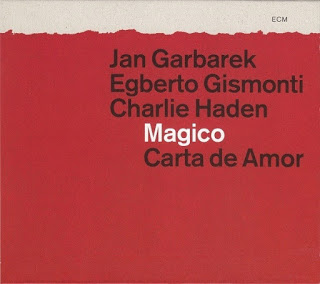 ECM
Jan Garbarek
Egberto Gismonti
Charlie Haden
Magico
Carta de Amor